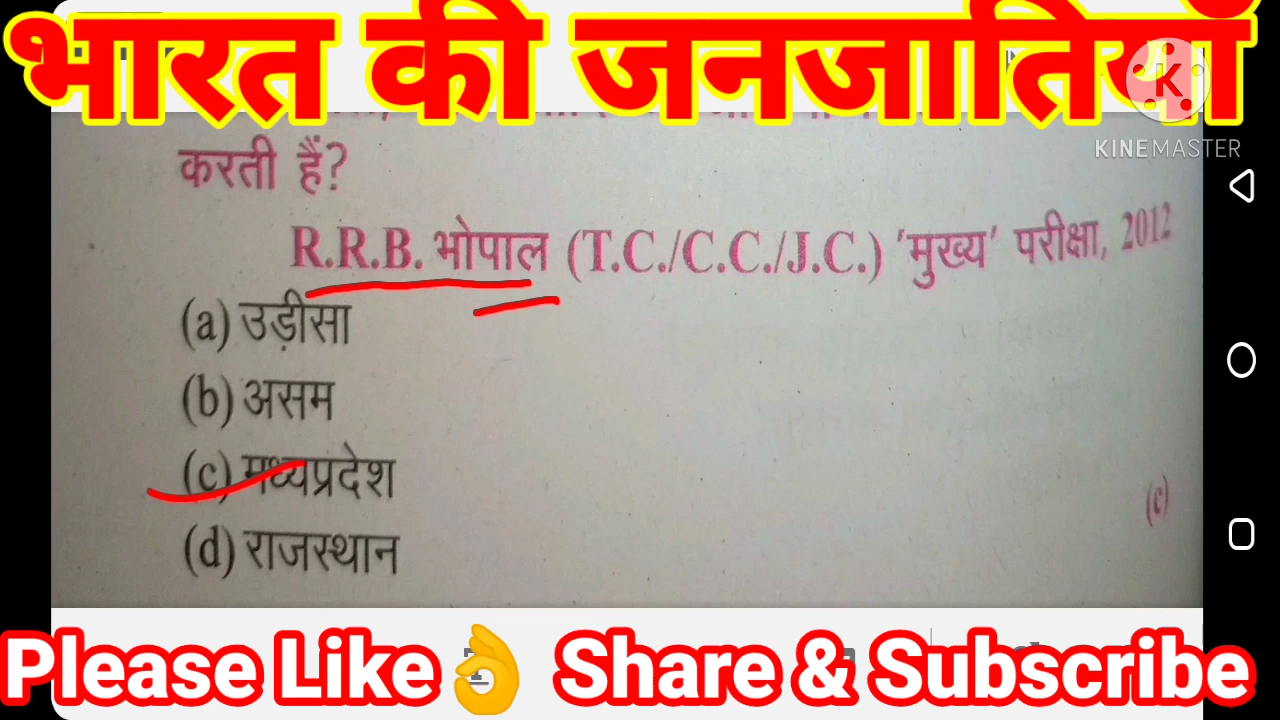 भारत की जनजातियाँ
K
KINEMASTER
करती हैं?
R.R.B. भोपाल (T.C./C.C./J.C.) 'मुख्य' परीक्षा, 2012
(a) उड़ीसा
(b) असम
(c) मध्यप्रदेश
(c)
(d) राजस्थान
Please Like👌 Share & Subscribe